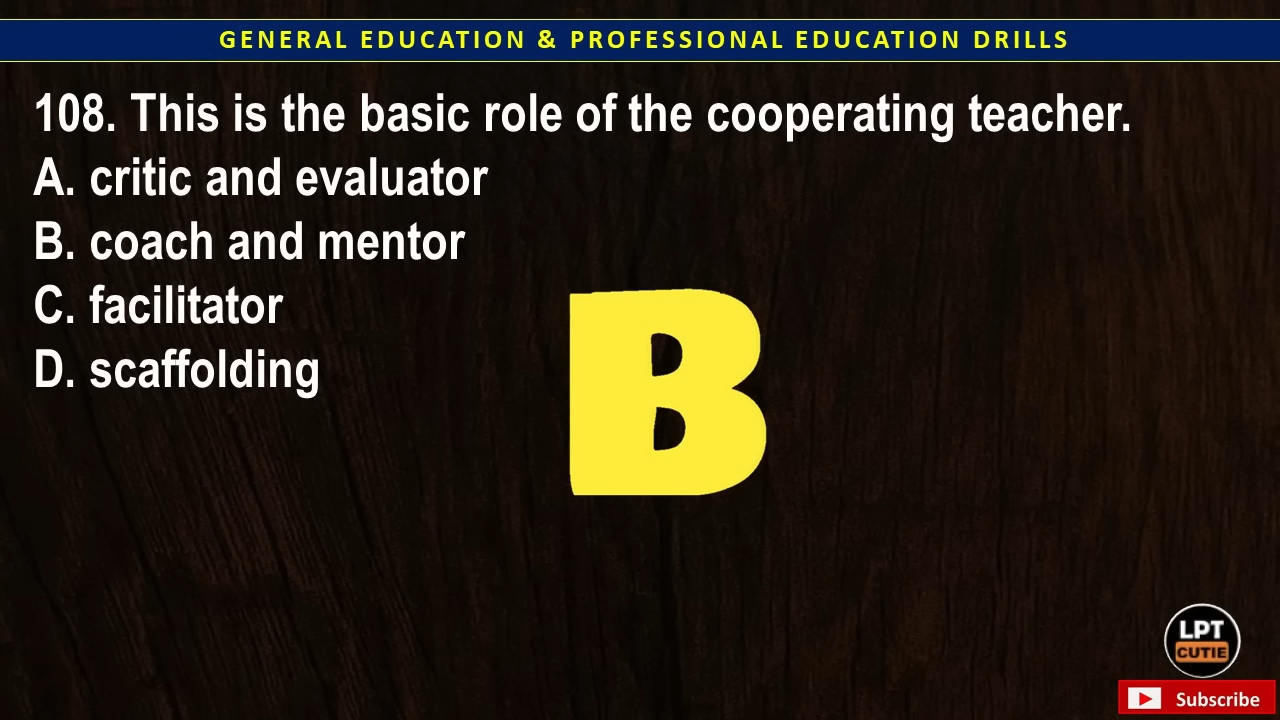 GENERAL EDUCATION & PROFESSIONAL EDUCATION DRILLS
108. This is the basic role of the cooperating teacher.
A. critic and evaluator
B. coach and mentor
C. facilitator
D. scaffolding
B
LPT
CUTIE
Subscribe